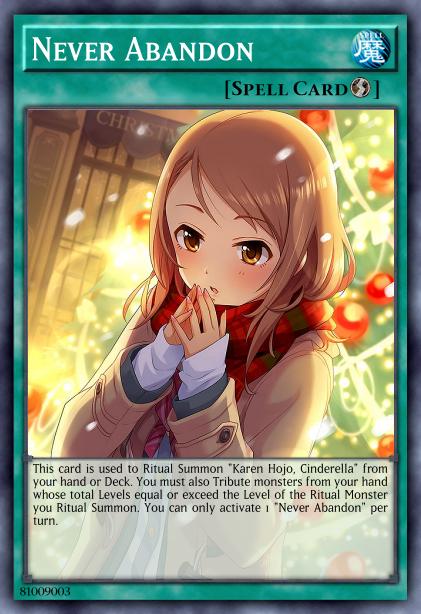 Never Abandon
SPELL
魔
[Spell Card]
CHRISTM
This card is used to Ritual Summon "Karen Hojo, Cinderella" from
your hand or Deck. You must also Tribute monsters from your hand
whose total Levels equal or exceed the Level of the Ritual Monster
you Ritual Summon. You can only activate 1 "Never Abandon" per
turn.
81009003